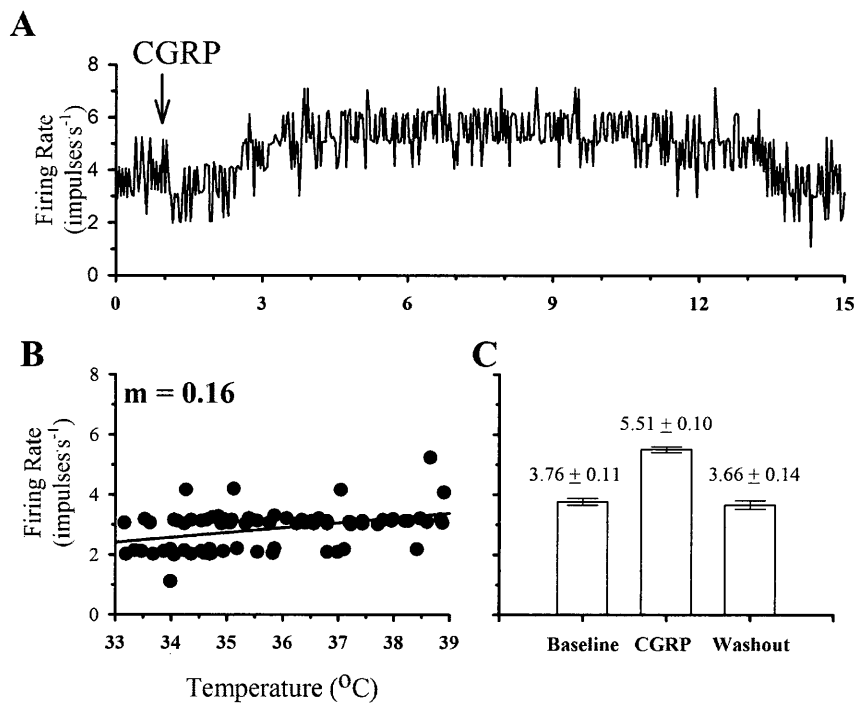 A
CGRP
Firing Rate
(impulses·s-1)
8
6
4
2
0
0 3 6 9 12 15
B
m = 0.16
Firing Rate
(impulses·s-1)
8
6
4
2
0
33 34 35 36 37 38 39
Temperature (oC)
C
3.76 ± 0.11
5.51 ± 0.10
3.66 ± 0.14
Baseline CGRP Washout